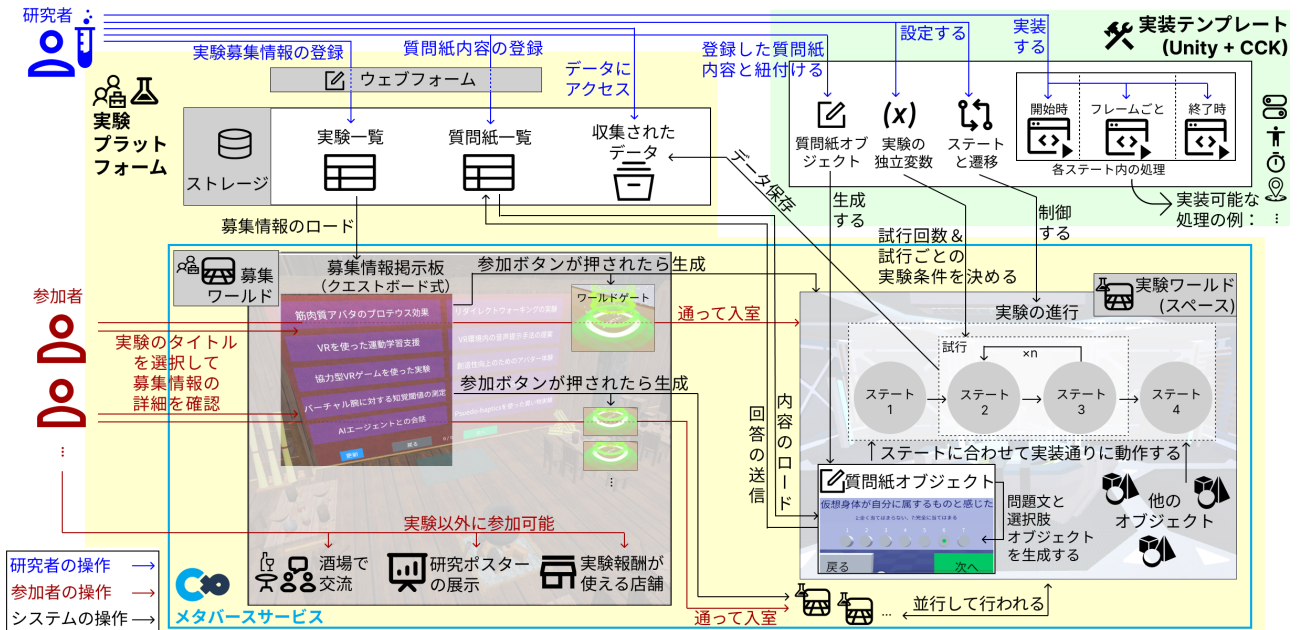 研究者
実験募集情報の登録
質問紙内容の登録
データに
アクセス
登録した質問紙
内容と紐付ける
設定する
実装
する
実装テンプレート
(Unity + CCK)
実験
プラット
フォーム
ウェブフォーム
ストレージ
実験一覧
質問紙一覧
収集された
データ
質問紙オブ
ジェクト
(x)
実験の
独立変数
ステート
と遷移
開始時
フレームごと
終了時
各ステート内の処理
実装可能な
処理の例：
⋮
データ保存
生成
する
試行回数＆
試行ごとの
実験条件を決める
制御
する
募集情報のロード
募集
ワールド
募集情報掲示板
(クエストボード式)
参加ボタンが押されたら生成
ワールドゲート
通って入室
筋肉質アバタのプロテウス効果
VRを使った運動学習支援
協力型VRゲームを使った実験
バーチャル腕に対する知覚閾値の測定
AIエージェントとの会話
戻る
更新
リダイレクトウォーキングの実験
参加ボタンが押されたら生成
⋮
参加者
実験のタイトル
を選択して
募集情報の
詳細を確認
⋮
回答の送信
内容のロード
実験ワールド
(スペース)
実験の進行
試行
×n
ステート
1
ステート
2
ステート
3
ステート
4
ステートに合わせて実装通りに動作する
質問紙オブジェクト
仮想身体が自分に属するものと感じた
戻る
次へ
問題文と
選択肢
オブジェクト
を生成する
他の
オブジェクト
実験以外に参加可能
酒場で
交流
研究ポスター
の展示
実験報酬が
使える店舗
メタバースサービス
通って入室
...
並行して行われる
研究者の操作
参加者の操作
システムの操作